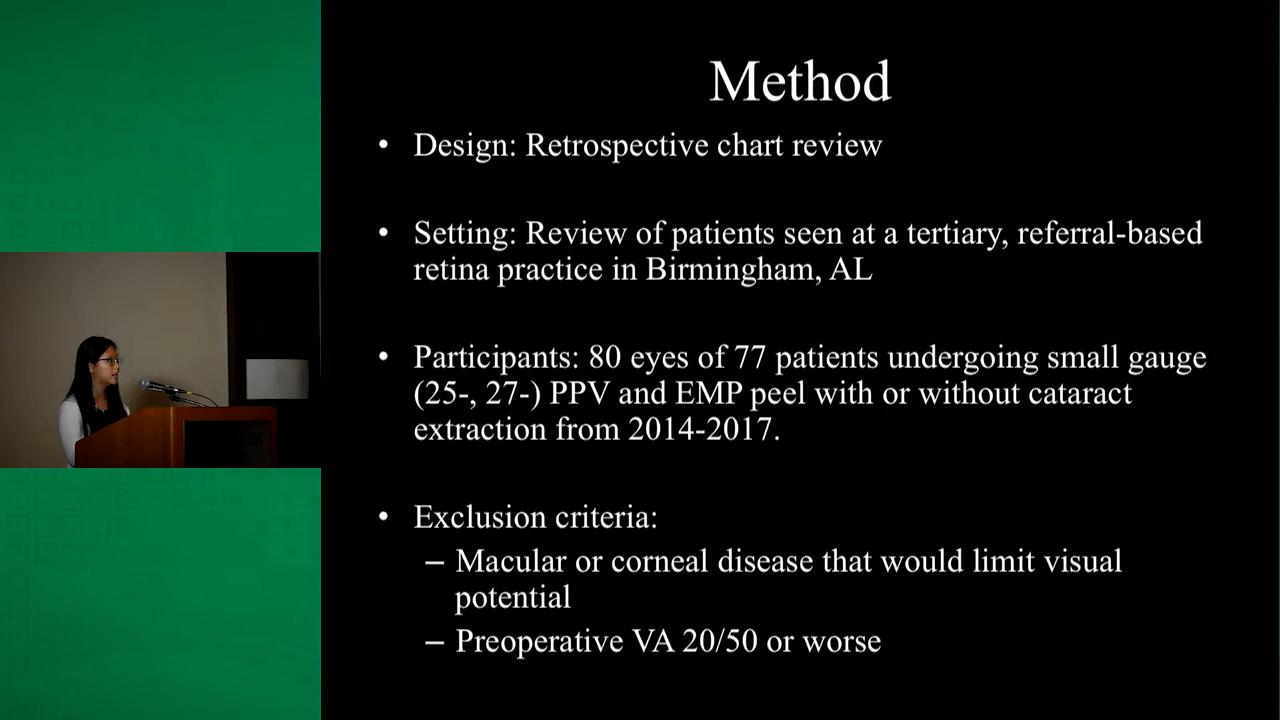 Method
• Design: Retrospective chart review
• Setting: Review of patients seen at a tertiary, referral-based
retina practice in Birmingham, AL
• Participants: 80 eyes of 77 patients undergoing small gauge
(25-, 27-) PPV and EMP peel with or without cataract
extraction from 2014-2017.
• Exclusion criteria:
– Macular or corneal disease that would limit visual
potential
– Preoperative VA 20/50 or worse